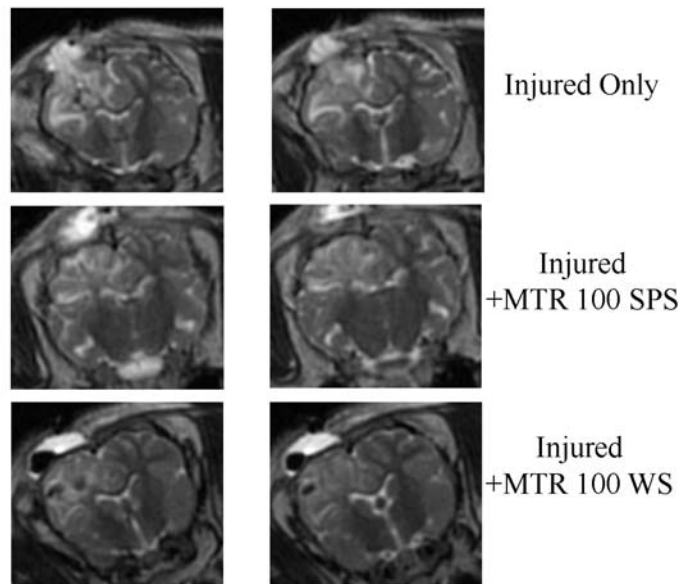 Injured Only
Injured
+MTR 100 SPS
Injured
+MTR 100 WS